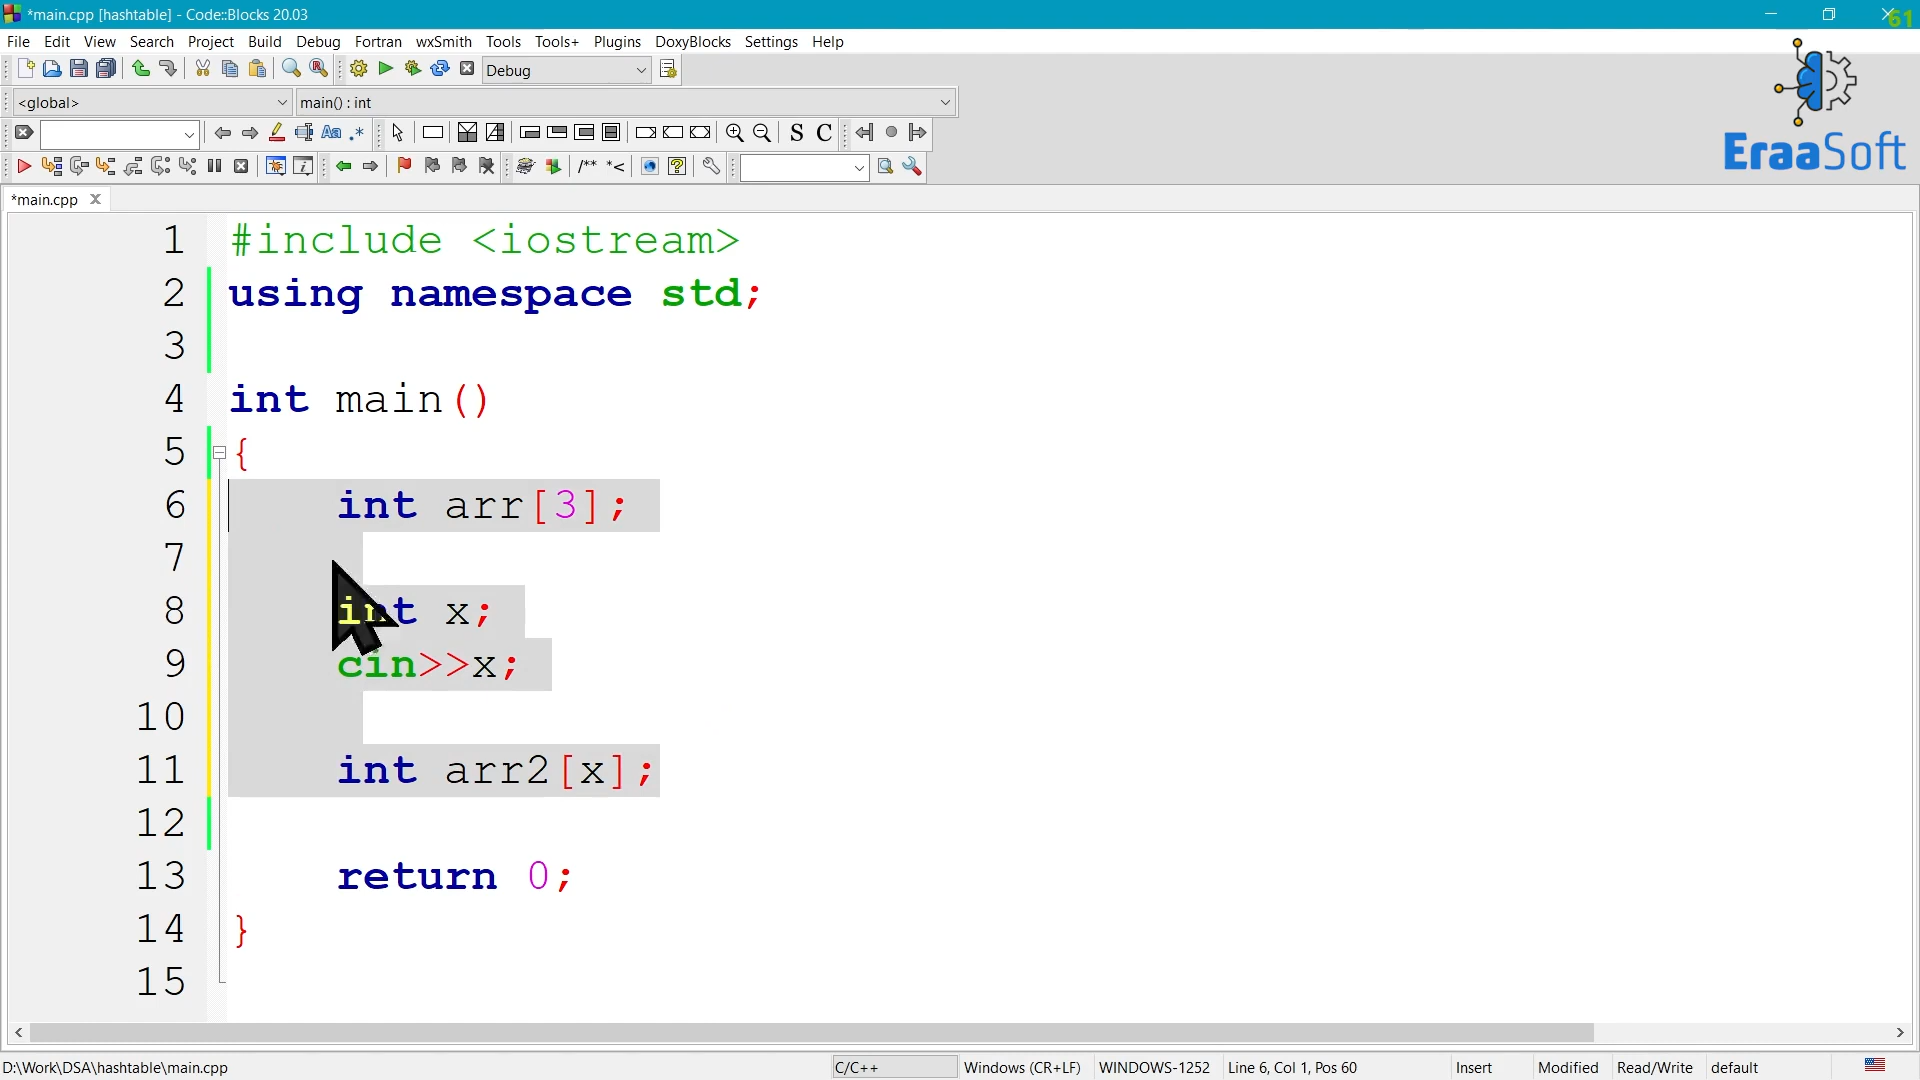 *main.cpp [hashtable] - Code::Blocks 20.03
61
File Edit View Search Project Build Debug Fortran wxSmith Tools Tools+ Plugins DoxyBlocks Settings Help
Debug
<global> main() : int
Aa .* S C
/** *<
EraaSoft
*main.cpp
1 #include <iostream>
2 using namespace std;
3
4 int main()
5 {
6 int arr[3];
7
8 int x;
9 cin>>x;
10
11 int arr2[x];
12
13 return 0;
14 }
15
D:\Work\DSA\hashtable\main.cpp C/C++ Windows (CR+LF) WINDOWS-1252 Line 6, Col 1, Pos 60 Insert Modified Read/Write default